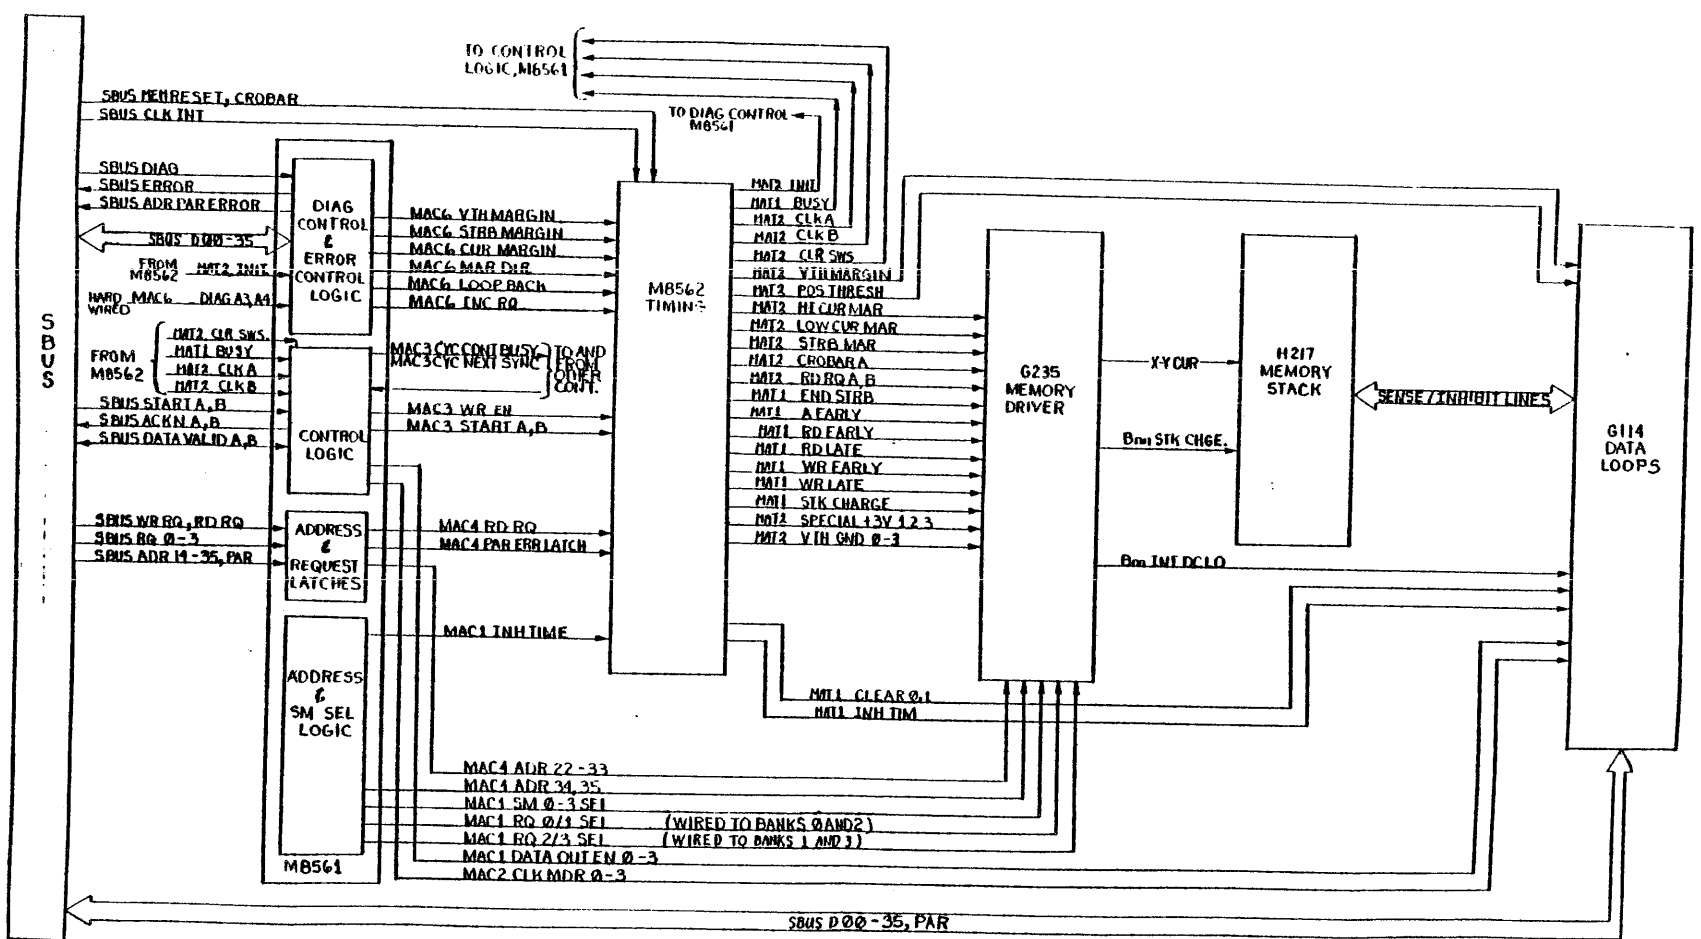 TO CONTROL
LOGIC, M8561
SBUS MEMRESET, CROBAR
SBUS CLK INT
TO DIAG CONTROL
M8561
SBUS DIAG
SBUS ERROR
SBUS ADR PAR ERROR
SBUS D00-35
FROM
M8562
MAT2 INIT
HARD
WIRED
MAC6 DIAG A3, A4
DIAG
CONTROL
&
ERROR
CONTROL
LOGIC
MAC6 VTH MARGIN
MAC6 STRB MARGIN
MAC6 CUR MARGIN
MAC6 MAR DIR
MAC6 LOOP BACK
MAC6 INC RQ
SBUS
FROM
M8562
MAT2 CLR SWS.
MAT1 BUSY
MAT2 CLKA
MAT2 CLKB
SBUS START A, B
SBUS ACKN A, B
SBUS DATA VALID A, B
CONTROL
LOGIC
MAC3 CYC CONT BUSY
MAC3 CYC NEXT SYNC
TO AND
FROM
OTHER
CONT.
MAC3 WR EN
MAC3 START A, B
SBUS WR RQ, RD RQ
SBUS RQ 0-3
SBUS ADR 14-35, PAR
ADDRESS
&
REQUEST
LATCHES
MAC4 RD RQ
MAC4 PAR ERR LATCH
MAC1 INH TIME
ADDRESS
&
SM SEL
LOGIC
M8561
M8562
TIMING
MAT2 INIT
MAT1 BUSY
MAT2 CLKA
MAT2 CLKB
MAT2 CLR SWS
MAT2 VTH MARGIN
MAT2 POS THRESH
MAT2 HI CUR MAR
MAT2 LOW CUR MAR
MAT2 STRB MAR
MAT2 CROBAR A
MAT2 RD RQ A, B
MAT1 END STRB
MAT1 A EARLY
MAT1 RD EARLY
MAT1 RD LATE
MAT1 WR EARLY
MAT1 WR LATE
MAT1 STK CHARGE
MAT2 SPECIAL +3V 1,2,3
MAT2 VTH GND 0-3
G235
MEMORY
DRIVER
X-Y CUR
Bnn STK CHGE.
H217
MEMORY
STACK
SENSE/INHIBIT LINES
G114
DATA
LOOPS
Bnn INT DCLO
MAT1 CLEAR 0,1
MAT1 INH TIM
MAC4 ADR 22-33
MAC4 ADR 34, 35
MAC1 SM 0-3 SEL
MAC1 RQ 0/1 SEL (WIRED TO BANKS 0 AND 2)
MAC1 RQ 2/3 SEL (WIRED TO BANKS 1 AND 3)
MAC1 DATA OUT EN 0-3
MAC2 CLK MDR 0-3
SBUS D00-35, PAR